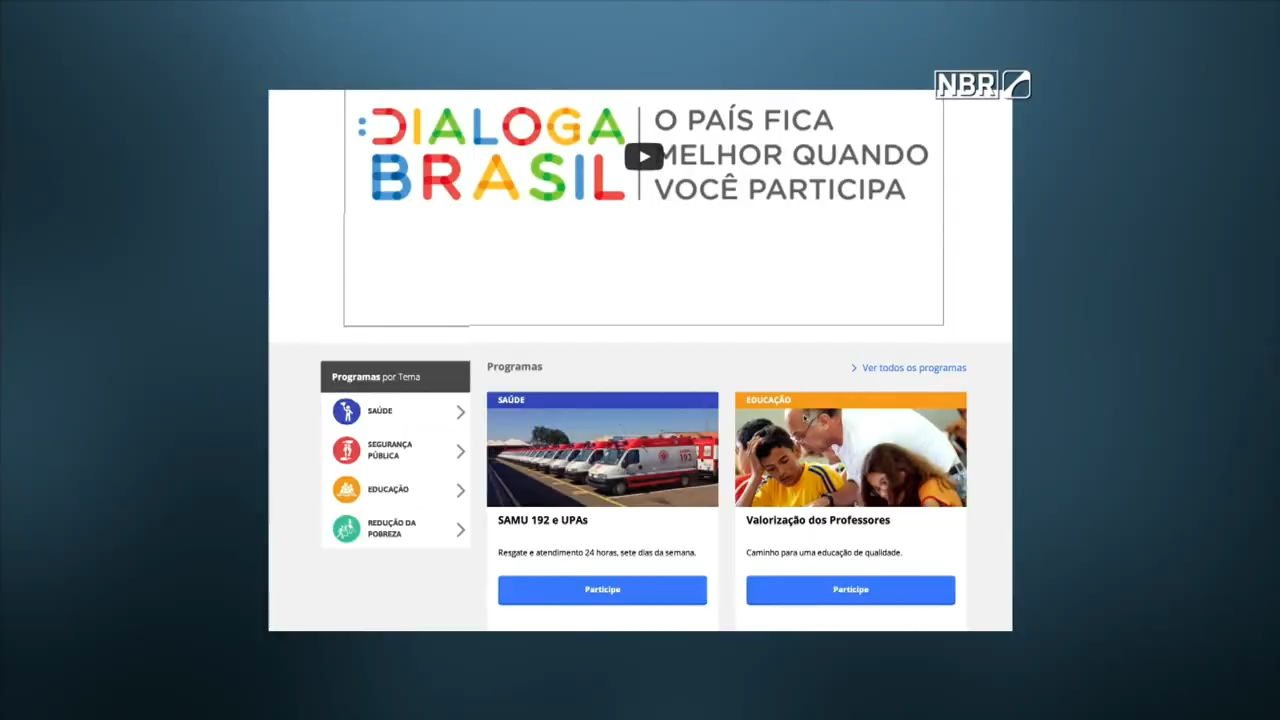 NBR
:DIALOGA
BRASIL
O PAÍS FICA
MELHOR QUANDO
VOCÊ PARTICIPA
Programas por Tema
SAÚDE
SEGURANÇA
PÚBLICA
EDUCAÇÃO
REDUÇÃO DA
POBREZA
Programas
Ver todos os programas
SAÚDE
192
SAMU 192 e UPAs
Resgate e atendimento 24 horas, sete dias da semana.
Participe
EDUCAÇÃO
Valorização dos Professores
Caminho para uma educação de qualidade.
Participe